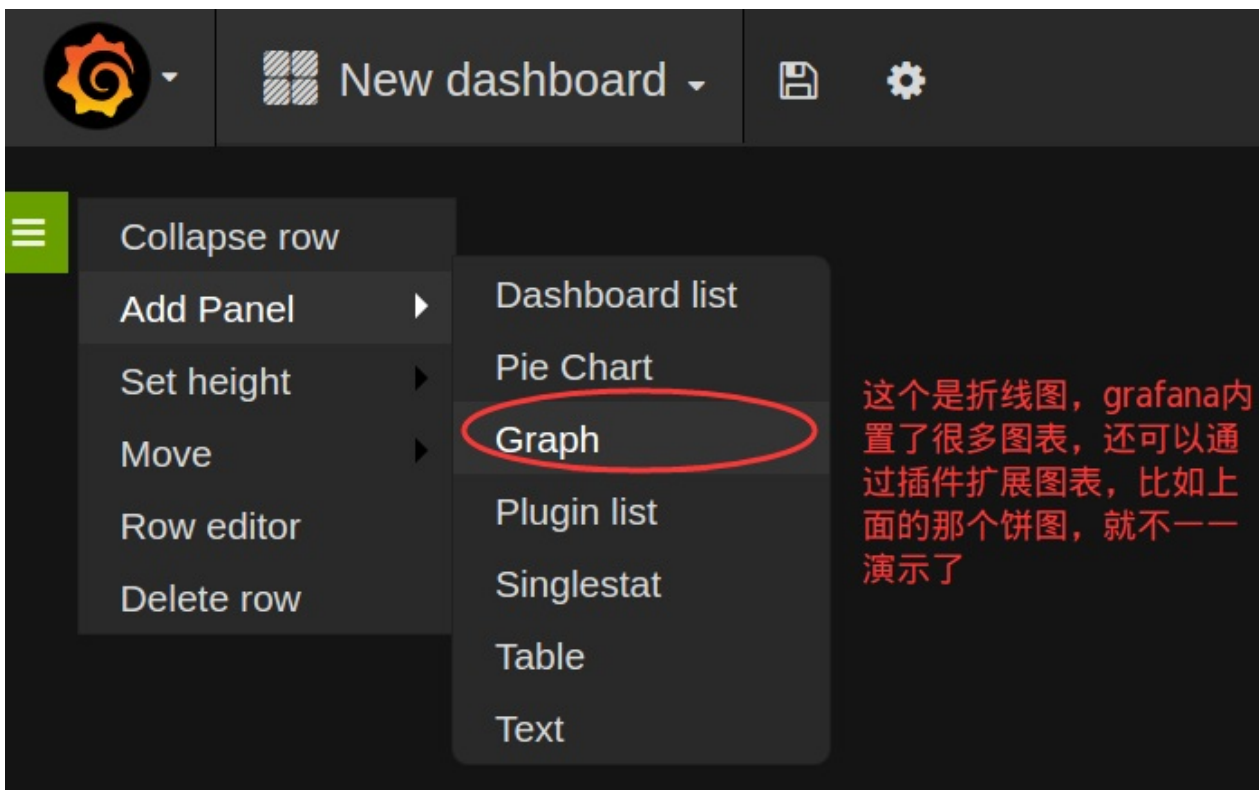 New dashboard
Collapse row
Add Panel
Set height
Move
Row editor
Delete row
Dashboard list
Pie Chart
Graph
Plugin list
Singlestat
Table
Text
这个是折线图，grafana内
置了很多图表，还可以通
过插件扩展图表，比如上
面的那个饼图，就不一一
演示了